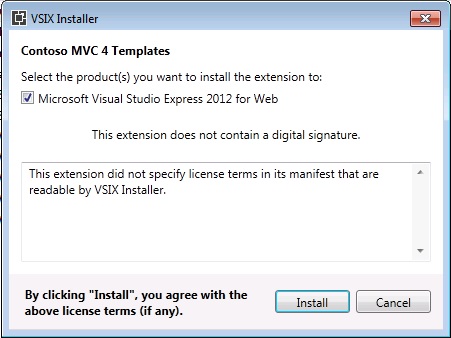 VSIX Installer
Contoso MVC 4 Templates
Select the product(s) you want to install the extension to:
Microsoft Visual Studio Express 2012 for Web
This extension does not contain a digital signature.
This extension did not specify license terms in its manifest that are
readable by VSIX Installer.
By clicking "Install", you agree with the
above license terms (if any).
Install
Cancel